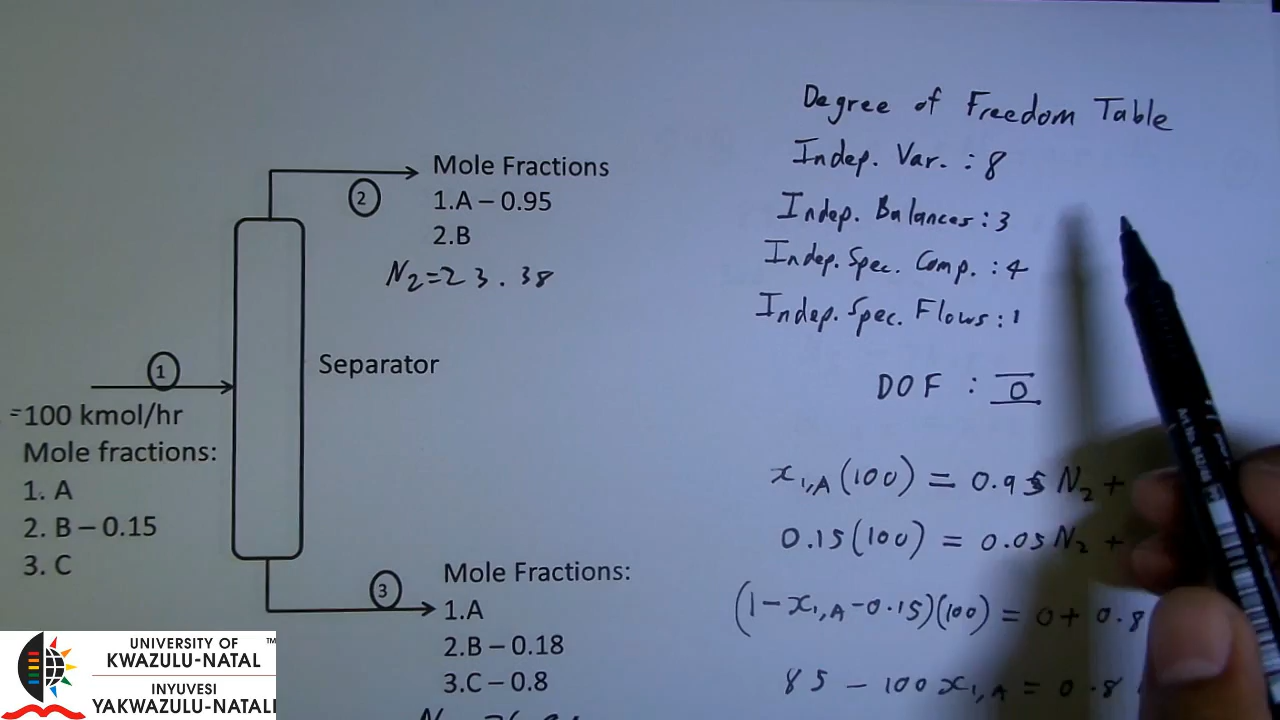 Degree of Freedom Table
Indep. Var. : 8
Indep. Balances : 3
Indep. Spec. Comp. : 4
Indep. Spec. Flows : 1
DOF : 0
x1,A (100) = 0.95 N2 +
0.15 (100) = 0.05 N2 +
(1 - x1,A - 0.15)(100) = 0 + 0.8
85 - 100 x1,A = 0.8
2
Mole Fractions
1.A – 0.95
2.B
N2 = 23.38
1
Separator
=100 kmol/hr
Mole fractions:
1. A
2. B – 0.15
3. C
3
Mole Fractions:
1.A
2.B – 0.18
3.C – 0.8
UNIVERSITY OF ™
KWAZULU-NATAL
INYUVESI
YAKWAZULU-NATALI